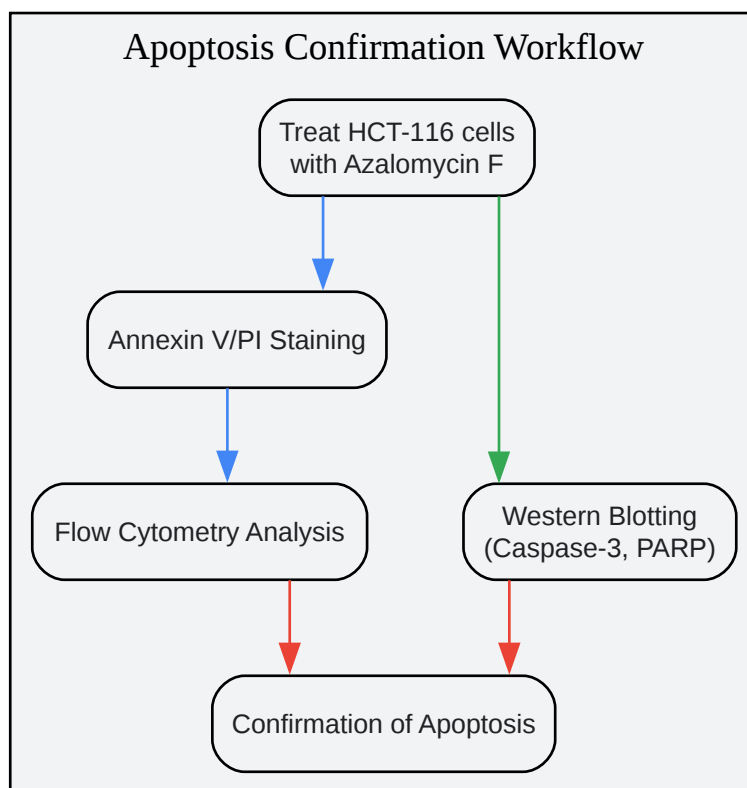 Apoptosis Confirmation Workflow
Treat HCT-116 cells
with Azalomycin F
Annexin V/PI Staining
Flow Cytometry Analysis
Western Blotting
(Caspase-3, PARP)
Confirmation of Apoptosis